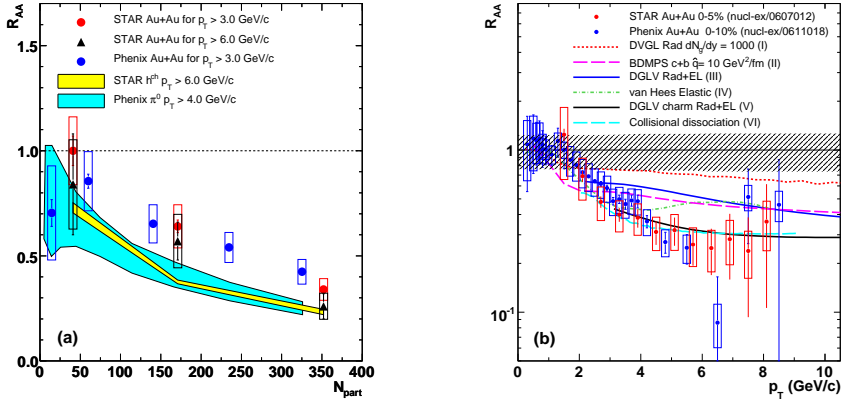 R_AA
1.5
1.0
0.5
0.0
STAR Au+Au for p_T > 3.0 GeV/c
STAR Au+Au for p_T > 6.0 GeV/c
Phenix Au+Au for p_T > 3.0 GeV/c
STAR h^± p_T > 6.0 GeV/c
Phenix π^0 p_T > 4.0 GeV/c
(a)
0 50 100 150 200 250 300 350 400
N_part
R_AA
1
10^-1
STAR Au+Au 0-5% (nucl-ex/0607012)
Phenix Au+Au 0-10% (nucl-ex/0611018)
DVGL Rad dN_g/dy = 1000 (I)
BDMPS c+b q̂= 10 GeV²/fm (II)
DGLV Rad+EL (III)
van Hees Elastic (IV)
DGLV charm Rad+EL (V)
Collisional dissociation (VI)
(b)
0 2 4 6 8 10
p_T (GeV/c)